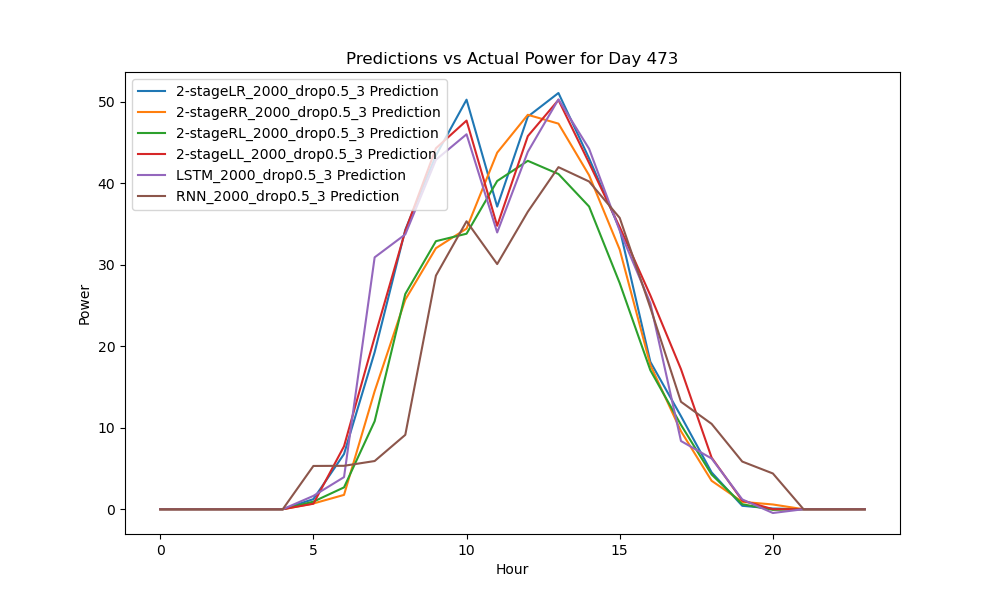 Predictions vs Actual Power for Day 473
2-stageLR_2000_drop0.5_3 Prediction
2-stageRR_2000_drop0.5_3 Prediction
2-stageRL_2000_drop0.5_3 Prediction
2-stageLL_2000_drop0.5_3 Prediction
LSTM_2000_drop0.5_3 Prediction
RNN_2000_drop0.5_3 Prediction
50
40
30
20
10
0
Power
0 5 10 15 20
Hour